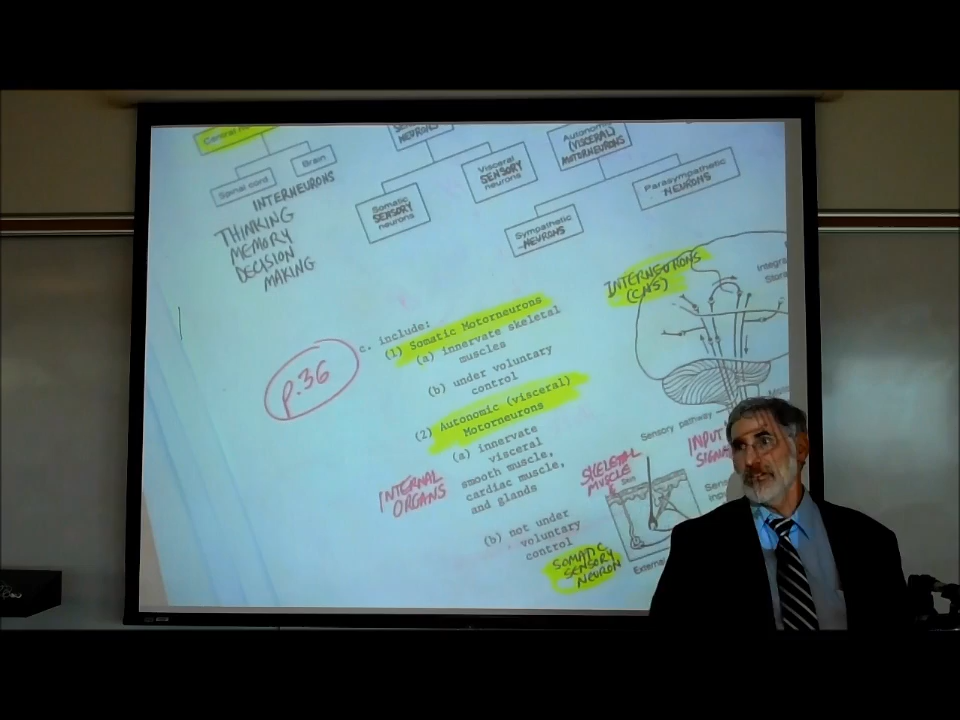 Central
Spinal cord
Brain
INTERNEURONS
THINKING
MEMORY
DECISION
MAKING
NEURONS
Somatic
SENSORY
neurons
Visceral
SENSORY
neurons
Autonomic
(VISCERAL)
MOTORNEURONS
Sympathetic
NEURONS
Parasympathetic
NEURONS
p.36
c. include:
(1) Somatic Motorneurons
(a) innervate skeletal
muscles
(b) under voluntary
control
(2) Autonomic (visceral)
Motorneurons
(a) innervate
visceral
smooth muscle,
cardiac muscle,
and glands
INTERNAL
ORGANS
(b) not under
voluntary
control
INTERNEURONS
(CNS)
Sensory pathway
INPUT
SKELETAL
MUSCLE
Skin
SOMATIC
SENSORY
NEURON